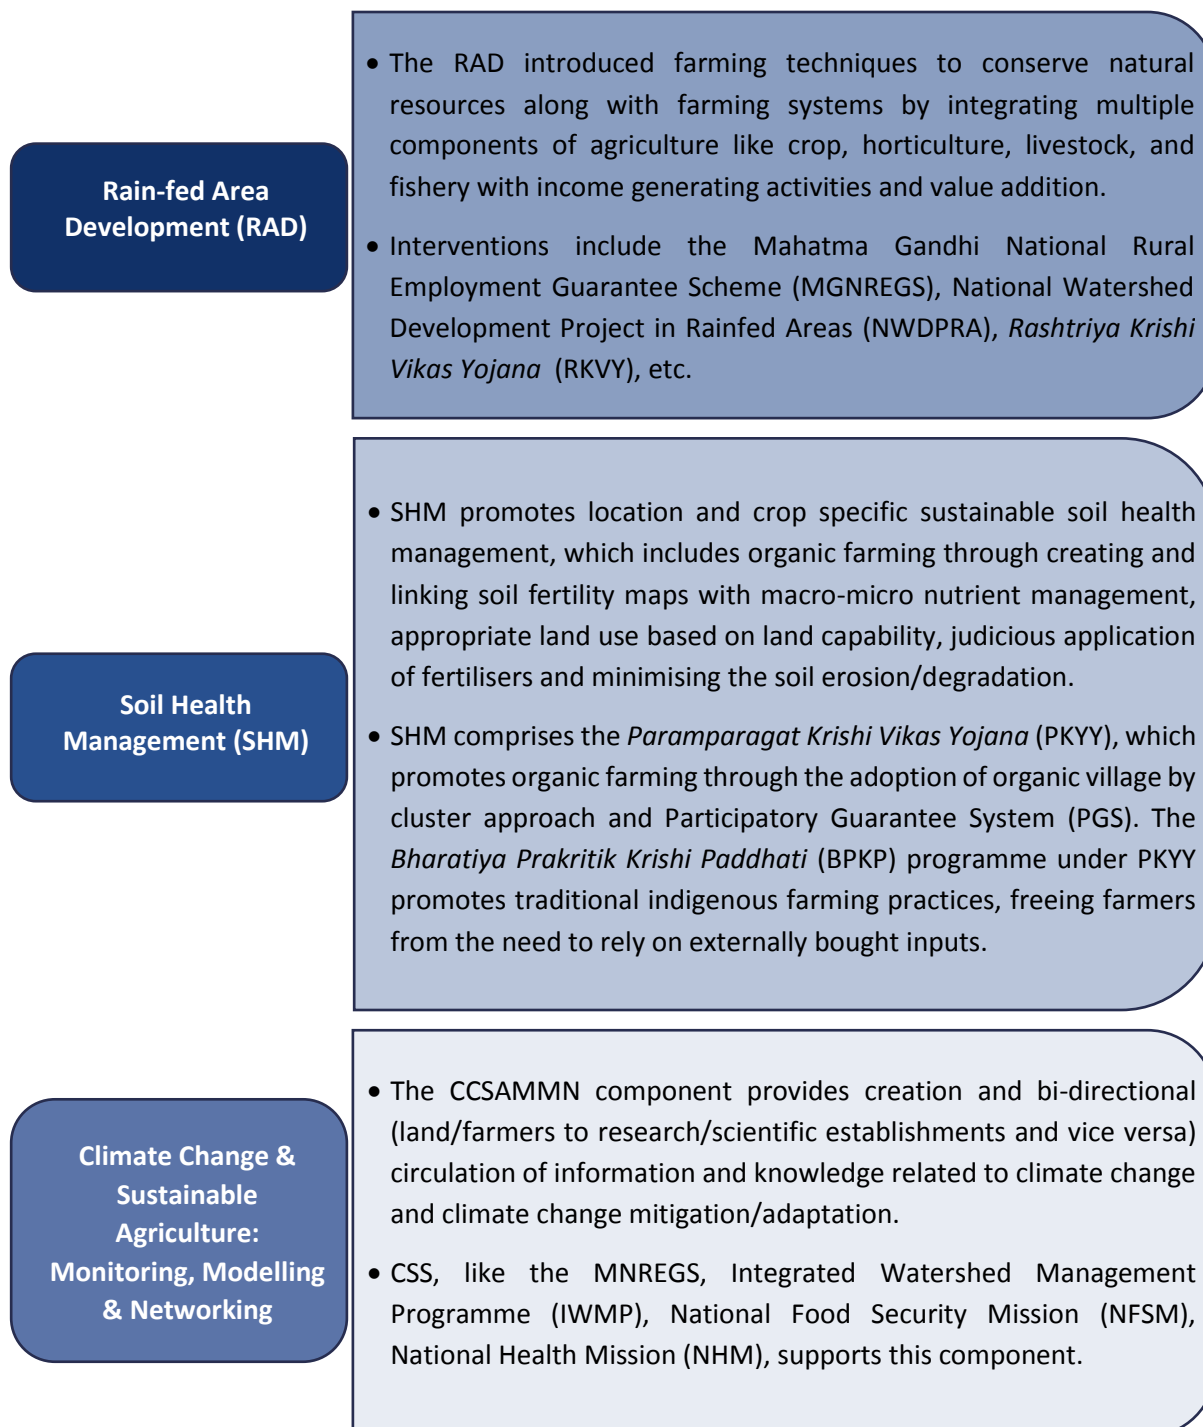 Rain-fed Area
Development (RAD)
• The RAD introduced farming techniques to conserve natural
resources along with farming systems by integrating multiple
components of agriculture like crop, horticulture, livestock, and
fishery with income generating activities and value addition.
• Interventions include the Mahatma Gandhi National Rural
Employment Guarantee Scheme (MGNREGS), National Watershed
Development Project in Rainfed Areas (NWDPRA), Rashtriya Krishi
Vikas Yojana (RKVY), etc.
Soil Health
Management (SHM)
• SHM promotes location and crop specific sustainable soil health
management, which includes organic farming through creating and
linking soil fertility maps with macro-micro nutrient management,
appropriate land use based on land capability, judicious application
of fertilisers and minimising the soil erosion/degradation.
• SHM comprises the Paramparagat Krishi Vikas Yojana (PKYY), which
promotes organic farming through the adoption of organic village by
cluster approach and Participatory Guarantee System (PGS). The
Bharatiya Prakritik Krishi Paddhati (BPKP) programme under PKYY
promotes traditional indigenous farming practices, freeing farmers
from the need to rely on externally bought inputs.
Climate Change &
Sustainable
Agriculture:
Monitoring, Modelling
& Networking
• The CCSAMMN component provides creation and bi-directional
(land/farmers to research/scientific establishments and vice versa)
circulation of information and knowledge related to climate change
and climate change mitigation/adaptation.
• CSS, like the MNREGS, Integrated Watershed Management
Programme (IWMP), National Food Security Mission (NFSM),
National Health Mission (NHM), supports this component.